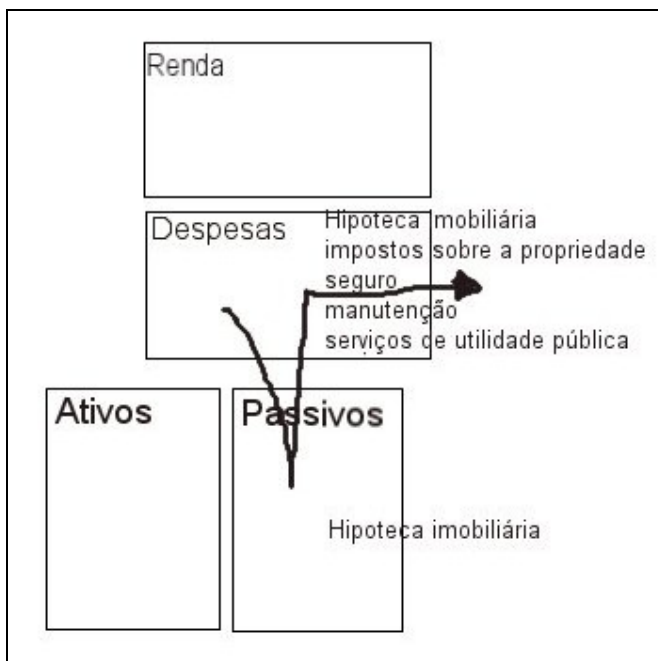 Renda
Despesas
Hipoteca imobiliária
impostos sobre a propriedade
seguro
manutenção
serviços de utilidade pública
Ativos
Passivos
Hipoteca imobiliária